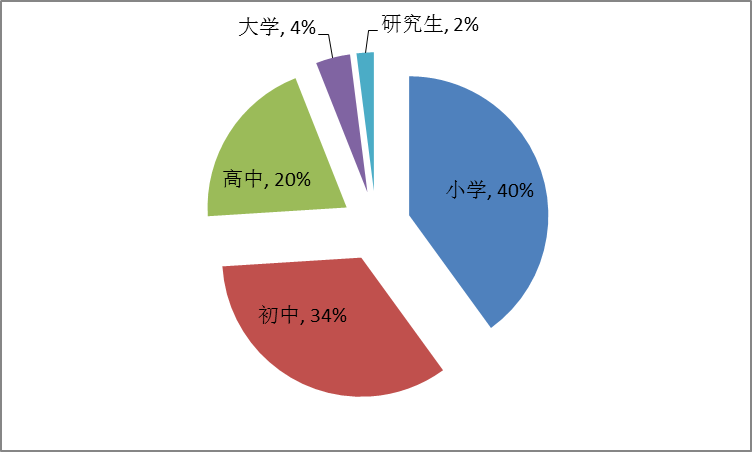 大学, 4%
研究生, 2%
高中, 20%
小学, 40%
初中, 34%